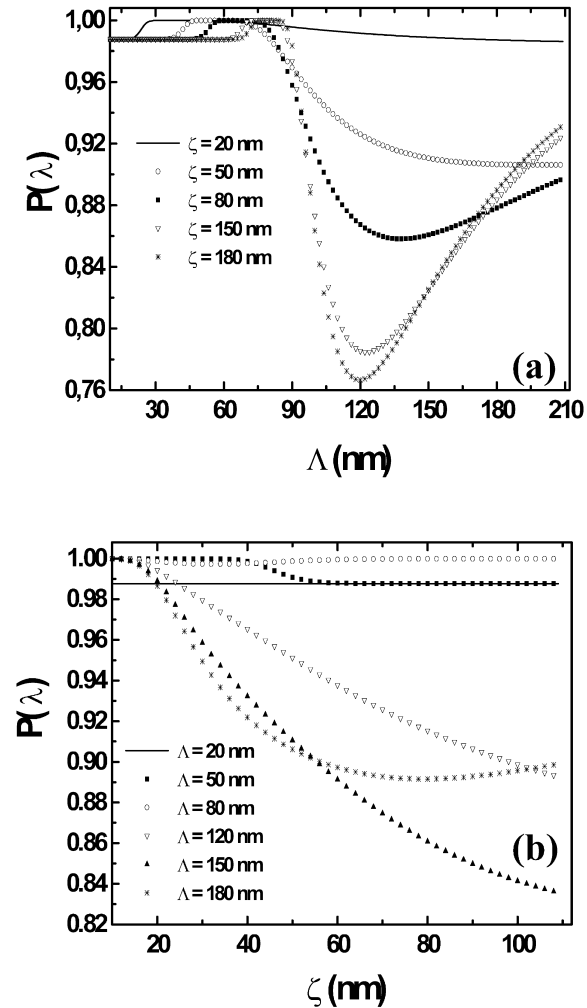 P(λ)
1,00
0,96
0,92
0,88
0,84
0,80
0,76
ζ = 20 nm
ζ = 50 nm
ζ = 80 nm
ζ = 150 nm
ζ = 180 nm
(a)
30 60 90 120 150 180 210
Λ (nm)
P(λ)
1.00
0.98
0.96
0.94
0.92
0.90
0.88
0.86
0.84
0.82
Λ = 20 nm
Λ = 50 nm
Λ = 80 nm
Λ = 120 nm
Λ = 150 nm
Λ = 180 nm
(b)
20 40 60 80 100
ζ (nm)